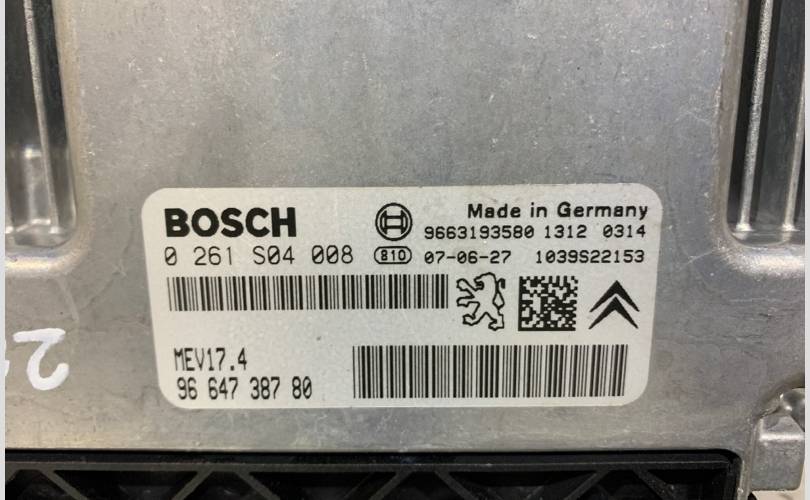 BOSCH
Made in Germany
9663193580 1312 0314
0 261 S04 008 810 07-06-27 1039S22153
MEV17.4
96 647 387 80